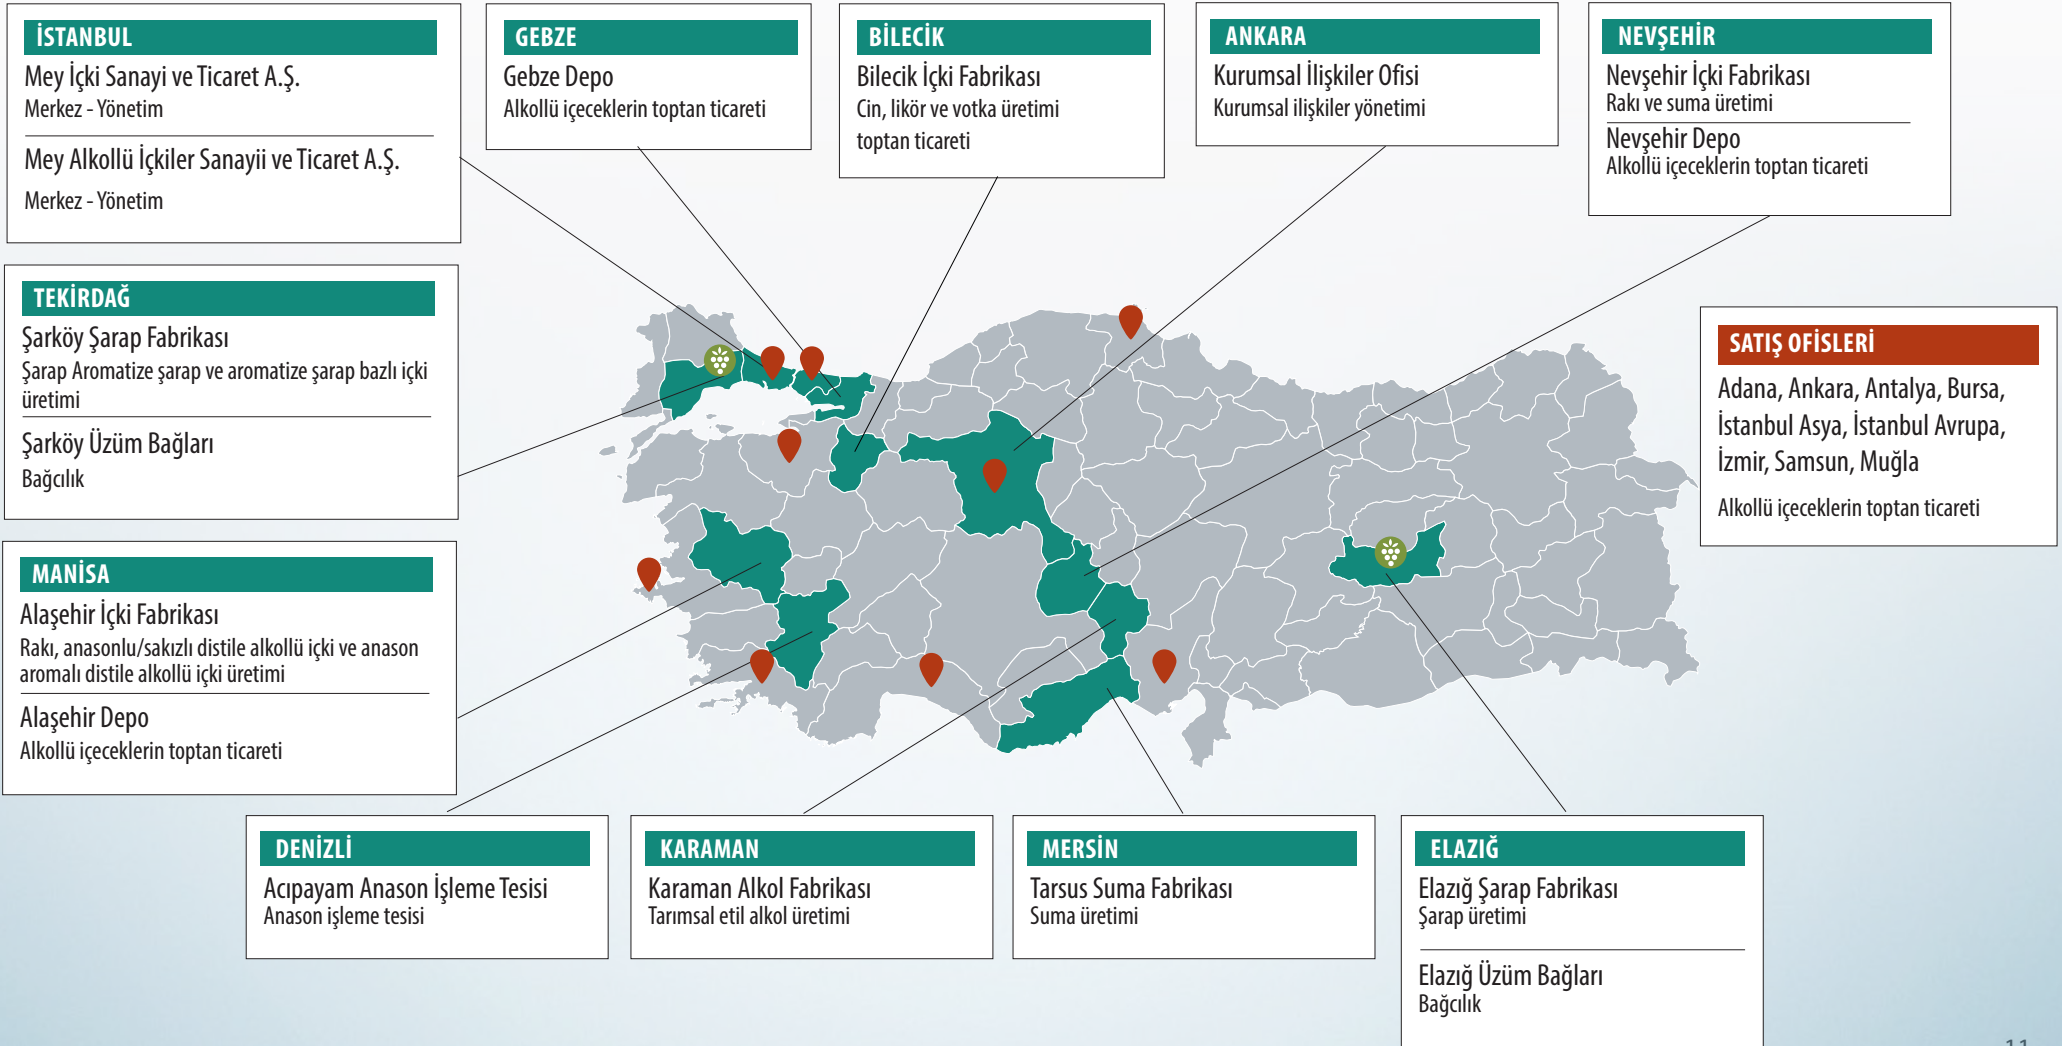 İSTANBUL
Mey İçki Sanayi ve Ticaret A.Ş.
Merkez - Yönetim
Mey Alkollü İçkiler Sanayii ve Ticaret A.Ş.
Merkez - Yönetim
GEBZE
Gebze Depo
Alkollü içeceklerin toptan ticareti
BİLECİK
Bilecik İçki Fabrikası
Cin, likör ve votka üretimi
toptan ticareti
ANKARA
Kurumsal İlişkiler Ofisi
Kurumsal ilişkiler yönetimi
NEVŞEHİR
Nevşehir İçki Fabrikası
Rakı ve suma üretimi
Nevşehir Depo
Alkollü içeceklerin toptan ticareti
TEKİRDAĞ
Şarköy Şarap Fabrikası
Şarap Aromatize şarap ve aromatize şarap bazlı içki
üretimi
Şarköy Üzüm Bağları
Bağcılık
SATIŞ OFİSLERİ
Adana, Ankara, Antalya, Bursa,
İstanbul Asya, İstanbul Avrupa,
İzmir, Samsun, Muğla
Alkollü içeceklerin toptan ticareti
MANİSA
Alaşehir İçki Fabrikası
Rakı, anasonlu/sakızlı distile alkollü içki ve anason
aromalı distile alkollü içki üretimi
Alaşehir Depo
Alkollü içeceklerin toptan ticareti
DENİZLİ
Acıpayam Anason İşleme Tesisi
Anason işleme tesisi
KARAMAN
Karaman Alkol Fabrikası
Tarımsal etil alkol üretimi
MERSİN
Tarsus Suma Fabrikası
Suma üretimi
ELAZIĞ
Elazığ Şarap Fabrikası
Şarap üretimi
Elazığ Üzüm Bağları
Bağcılık
11